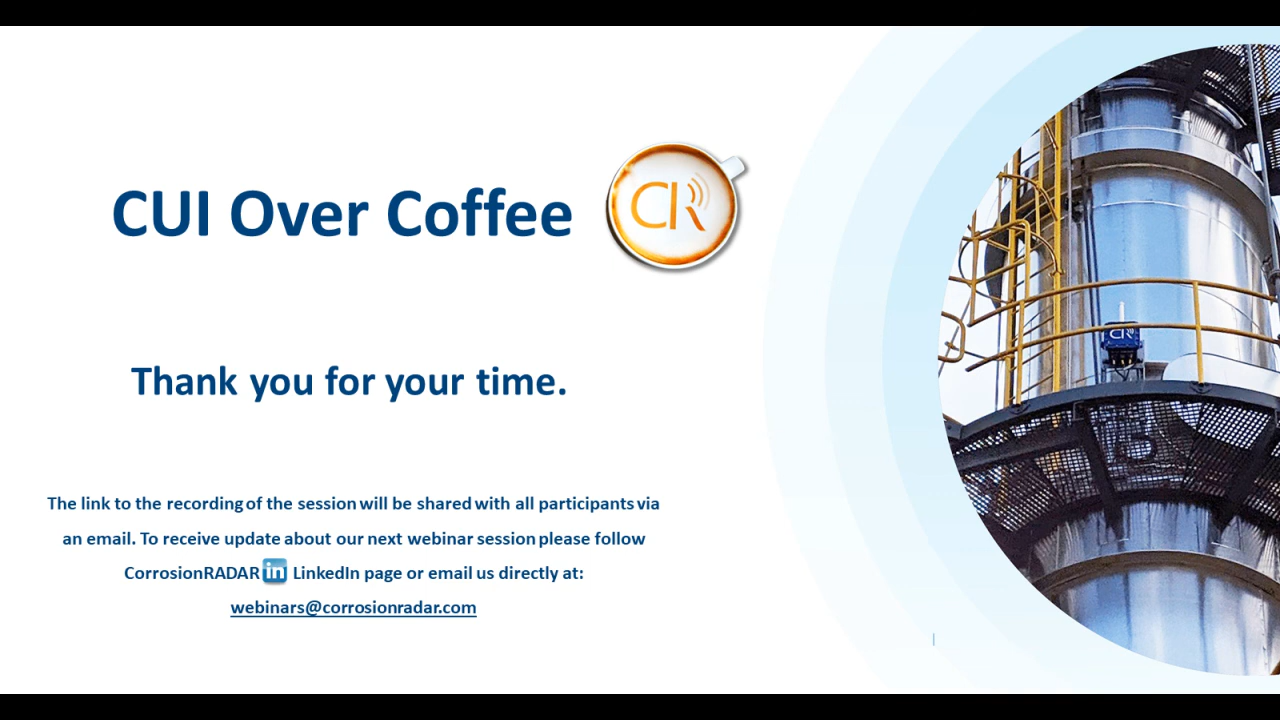 CUI Over Coffee
CR
Thank you for your time.
The link to the recording of the session will be shared with all participants via
an email. To receive update about our next webinar session please follow
CorrosionRADAR in LinkedIn page or email us directly at:
webinars@corrosionradar.com
CR